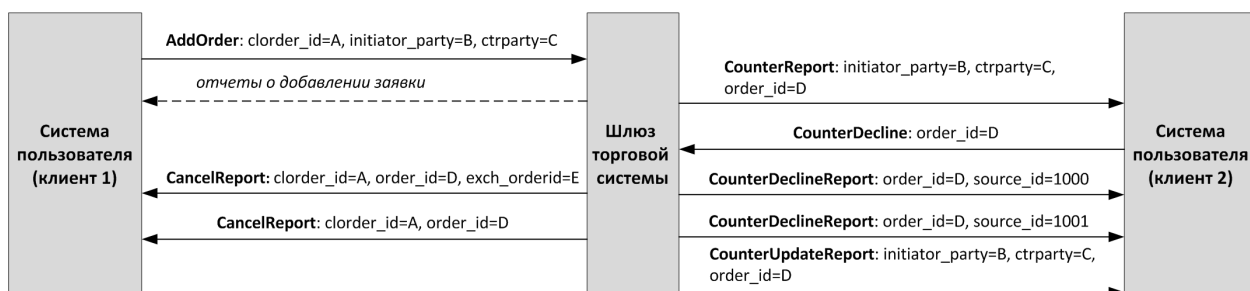 AddOrder: clorder_id=A, initiator_party=B, ctrparty=C
отчеты о добавлении заявки
CounterReport: initiator_party=B, ctrparty=C,
order_id=D
CounterDecline: order_id=D
Система
пользователя
(клиент 1)
Шлюз
торговой
системы
Система
пользователя
(клиент 2)
CancelReport: clorder_id=A, order_id=D, exch_orderid=E
CounterDeclineReport: order_id=D, source_id=1000
CancelReport: clorder_id=A, order_id=D
CounterDeclineReport: order_id=D, source_id=1001
CounterUpdateReport: initiator_party=B, ctrparty=C,
order_id=D